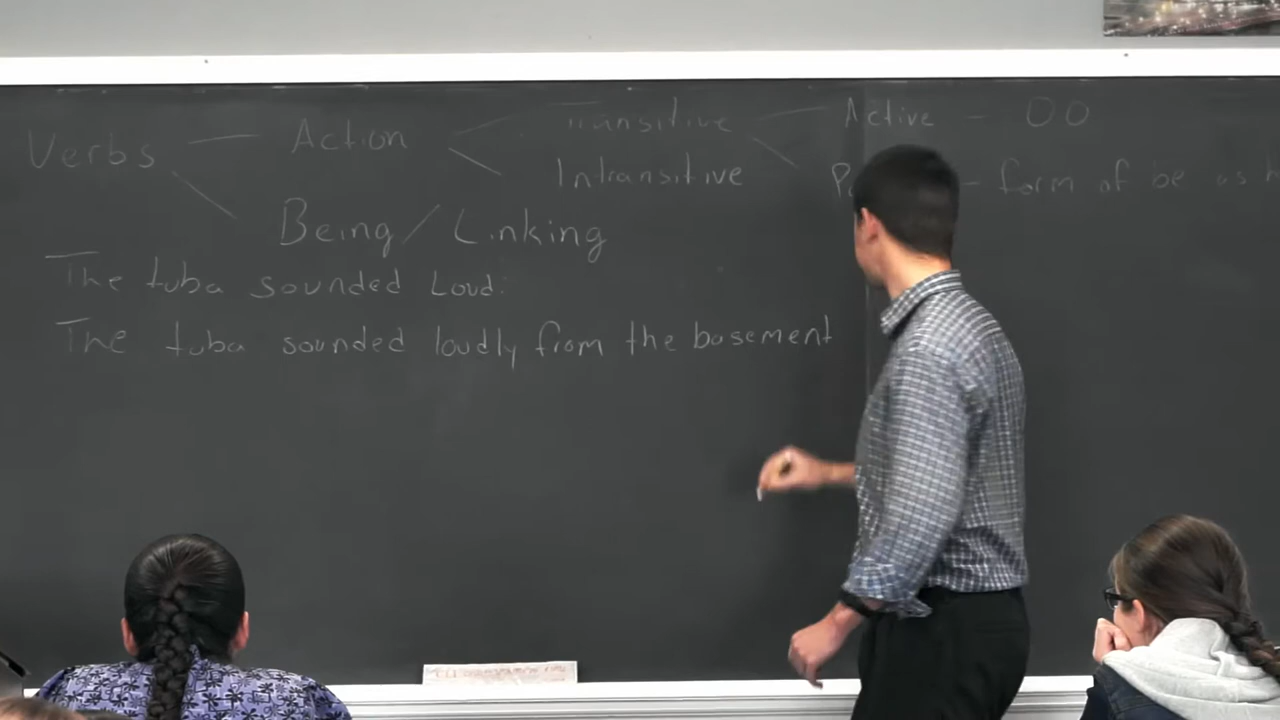 Verbs — Action — Transitive — Active — DO
Intransitive — form of be as h
Being/Linking
The tuba sounded Loud.
The tuba sounded loudly from the basement